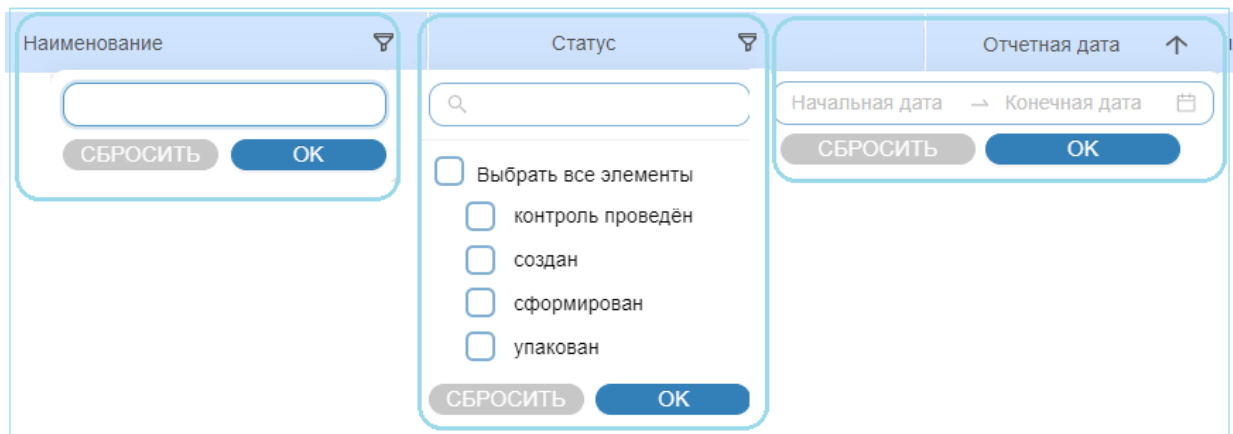 Наименование
СБРОСИТЬ OK
Статус
Выбрать все элементы
контроль проведён
создан
сформирован
упакован
СБРОСИТЬ OK
Отчетная дата
Начальная дата → Конечная дата
СБРОСИТЬ OK